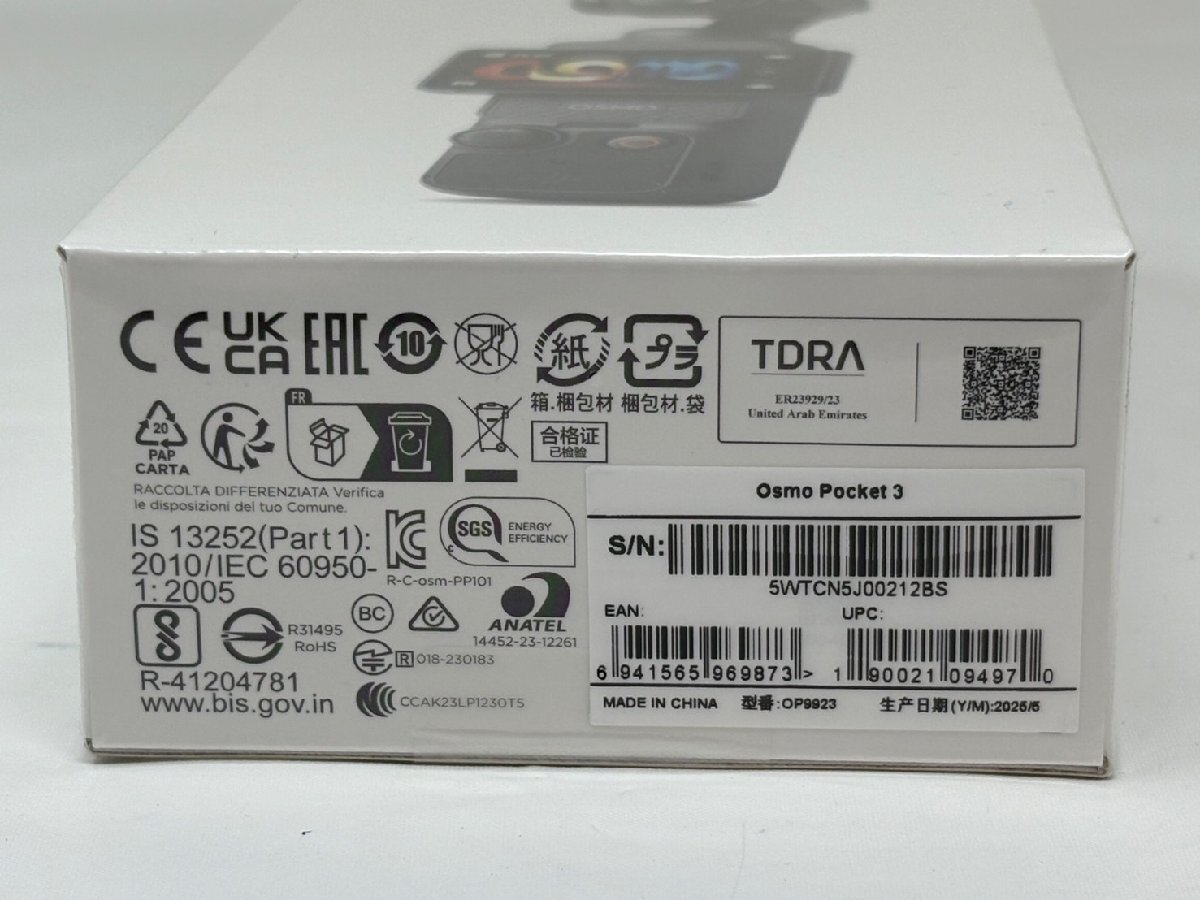 OSMO
CE UK CA EAC 10 紙 プラ
箱.梱包材 梱包材.袋
TDRA
ER23929/23
United Arab Emirates
20
PAP
CARTA
FR
合格证
已检验
RACCOLTA DIFFERENZIATA Verifica
le disposizioni del tuo Comune.
IS 13252(Part 1):
2010/IEC 60950-
1: 2005
R-C-osm-PP101
SGS
ENERGY
EFFICIENCY
R31495
RoHS
BC
ANATEL
14452-23-12261
R 018-230183
R-41204781
www.bis.gov.in
CCAK23LP1230T5
Osmo Pocket 3
S/N:
5WTCN5J00212BS
EAN:
6 941565 969873 >
UPC:
1 90021 09497 0
MADE IN CHINA 型番:OP9923 生产日期(Y/M):2025/5